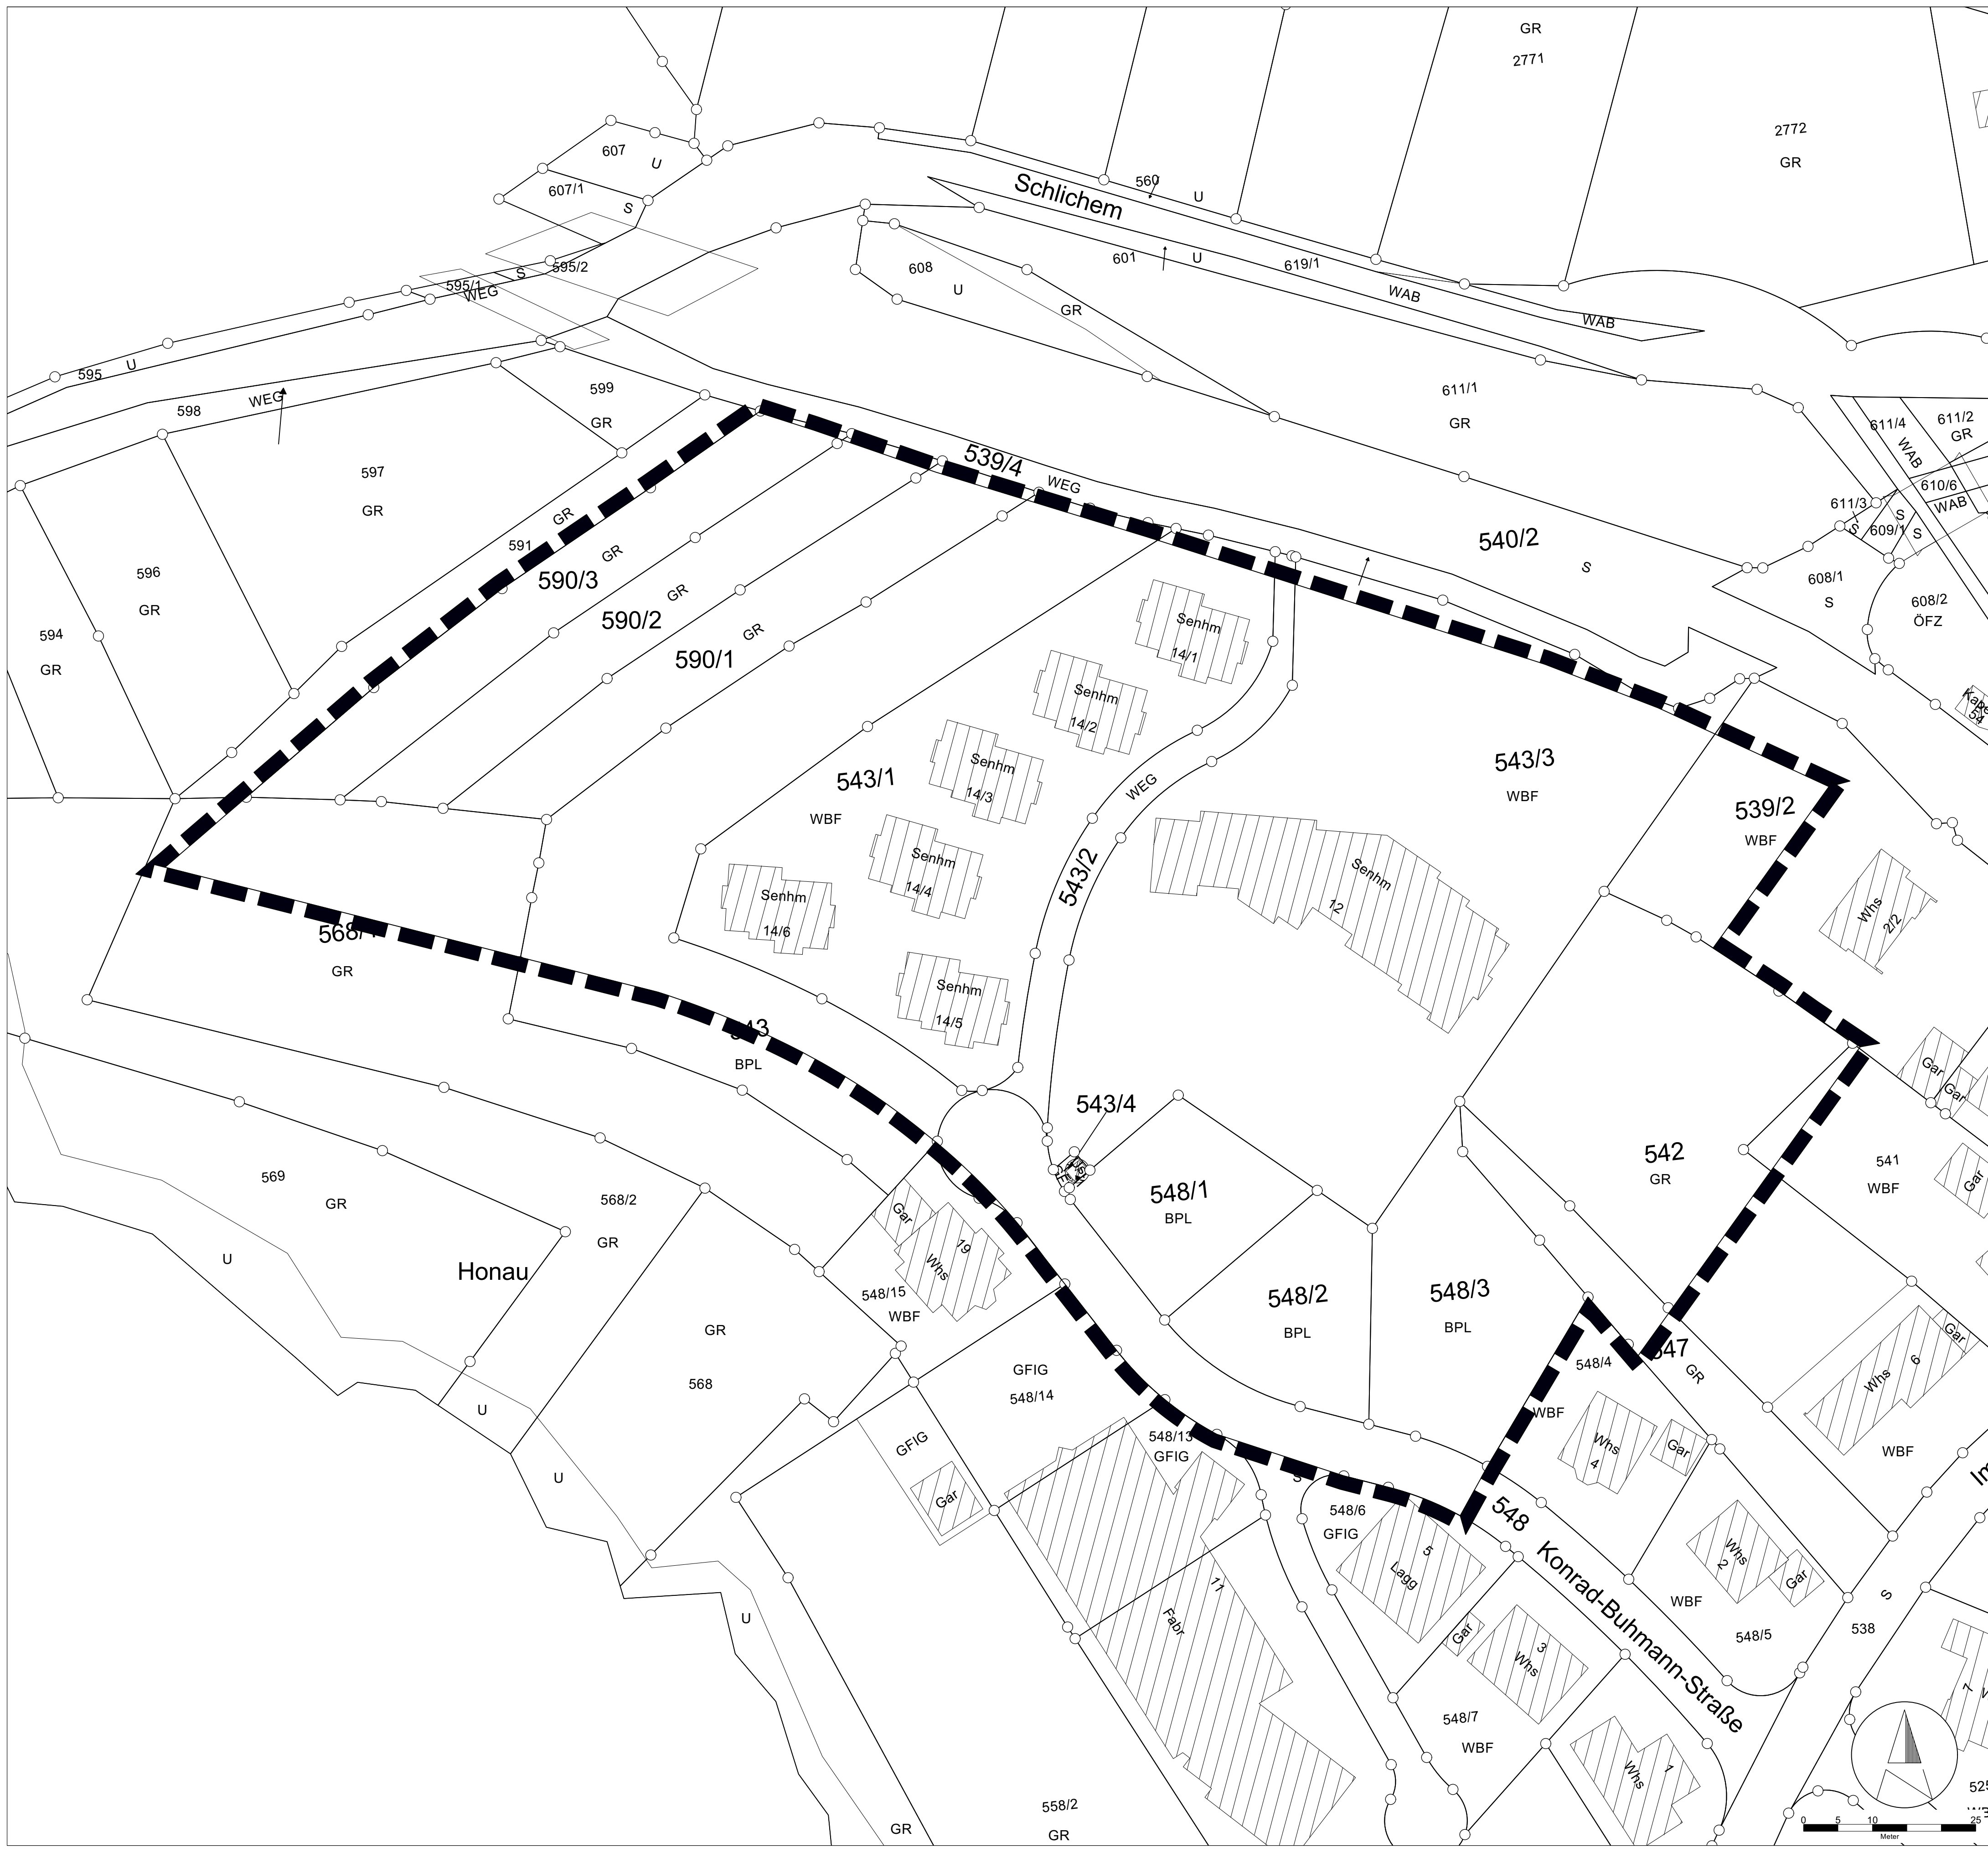 GR
2771
2772
GR
607
U
607/1
S
560
U
Schlichem
595/2
S
595/1
WEG
601
U
619/1
608
U
GR
WAB
WAB
595
U
598
WEG
599
GR
611/1
GR
611/4
611/2
GR
WAB
597
GR
539/4
WEG
610/6
WAB
611/3
S
S
609/1
S
GR
591
GR
590/3
540/2
S
596
GR
GR
590/2
608/1
S
608/2
ÖFZ
594
GR
GR
590/1
Senhm
14/1
Senhm
14/2
54
543/1
WBF
Senhm
14/3
WEG
543/3
WBF
539/2
WBF
543/2
Senhm
14/4
Senhm
12
Senhm
14/6
Whs
2/2
568/
GR
Senhm
14/5
BPL
543/4
Gar
Gar
542
GR
541
WBF
Gar
569
GR
568/2
GR
548/1
BPL
Gar
19
Whs
Honau
548/15
WBF
548/2
BPL
548/3
BPL
GR
568
U
GFIG
548/14
548/4
547
GR
WBF
Gar
Whs
6
WBF
U
U
GFIG
Gar
548/13
GFIG
S
Whs
4
Gar
548/6
GFIG
548
Konrad-Buhmann-Straße
5
Lagg
Whs
2
Gar
WBF
548/5
S
538
11
Fabr
Gar
3
Whs
U
548/7
WBF
1
Whs
7
558/2
GR
GR
0 5 10 25
Meter